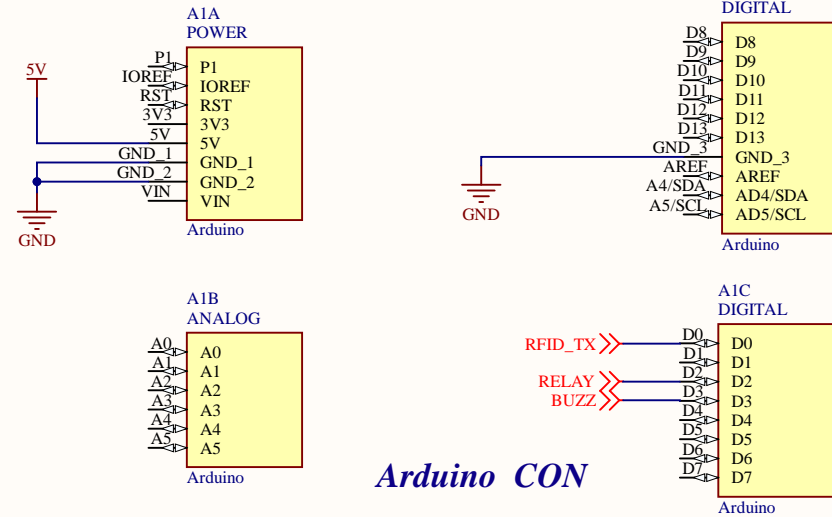 A1A
POWER
P1 P1
IOREF IOREF
RST RST
3V3 3V3
5V
5V 5V
GND_1 GND_1
GND_2 GND_2
VIN VIN
GND
Arduino
DIGITAL
D8 D8
D9 D9
D10 D10
D11 D11
D12 D12
D13 D13
GND_3 GND_3
AREF AREF
A4/SDA AD4/SDA
A5/SCL AD5/SCL
GND
Arduino
A1B
ANALOG
A0 A0
A1 A1
A2 A2
A3 A3
A4 A4
A5 A5
Arduino
A1C
DIGITAL
RFID_TX D0 D0
D1 D1
RELAY D2 D2
BUZZ D3 D3
D4 D4
D5 D5
D6 D6
D7 D7
Arduino
Arduino CON